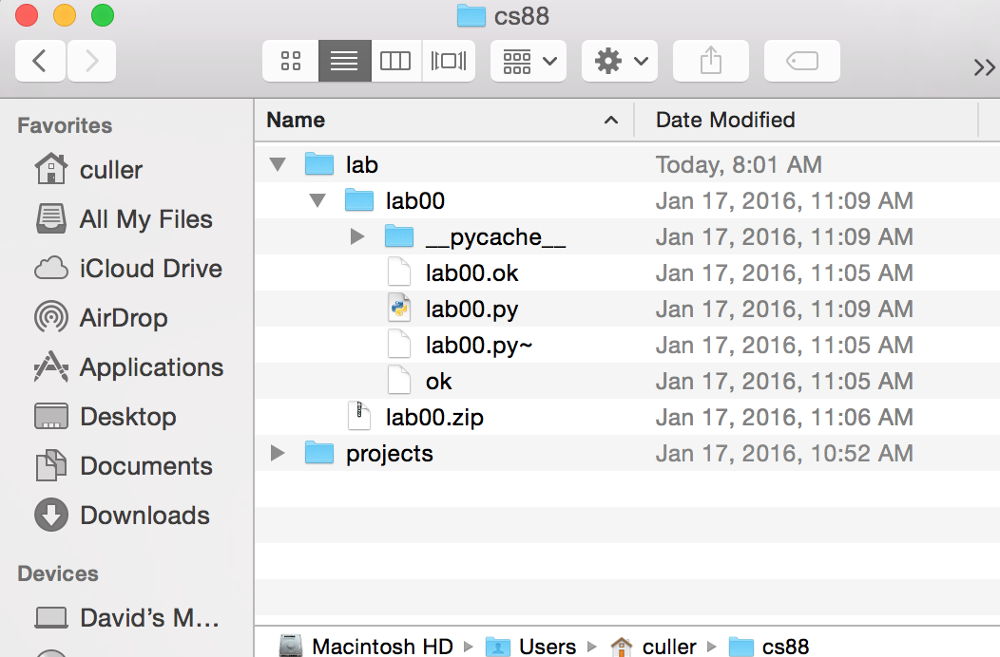 cs88
Favorites
culler
All My Files
iCloud Drive
AirDrop
Applications
Desktop
Documents
Downloads
Devices
David’s M…
Name Date Modified
lab Today, 8:01 AM
lab00 Jan 17, 2016, 11:09 AM
__pycache__ Jan 17, 2016, 11:09 AM
lab00.ok Jan 17, 2016, 11:05 AM
lab00.py Jan 17, 2016, 11:09 AM
lab00.py~ Jan 17, 2016, 11:05 AM
ok Jan 17, 2016, 11:05 AM
lab00.zip Jan 17, 2016, 11:06 AM
projects Jan 17, 2016, 10:52 AM
Macintosh HD Users culler cs88